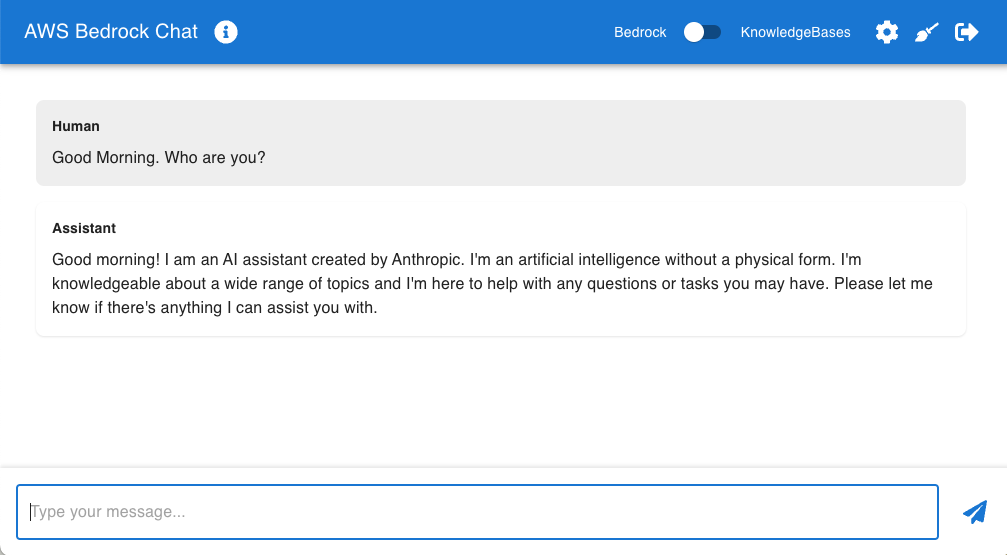 AWS Bedrock Chat
Bedrock KnowledgeBases
Human
Good Morning. Who are you?
Assistant
Good morning! I am an AI assistant created by Anthropic. I'm an artificial intelligence without a physical form. I'm
knowledgeable about a wide range of topics and I'm here to help with any questions or tasks you may have. Please let me
know if there's anything I can assist you with.
Type your message...